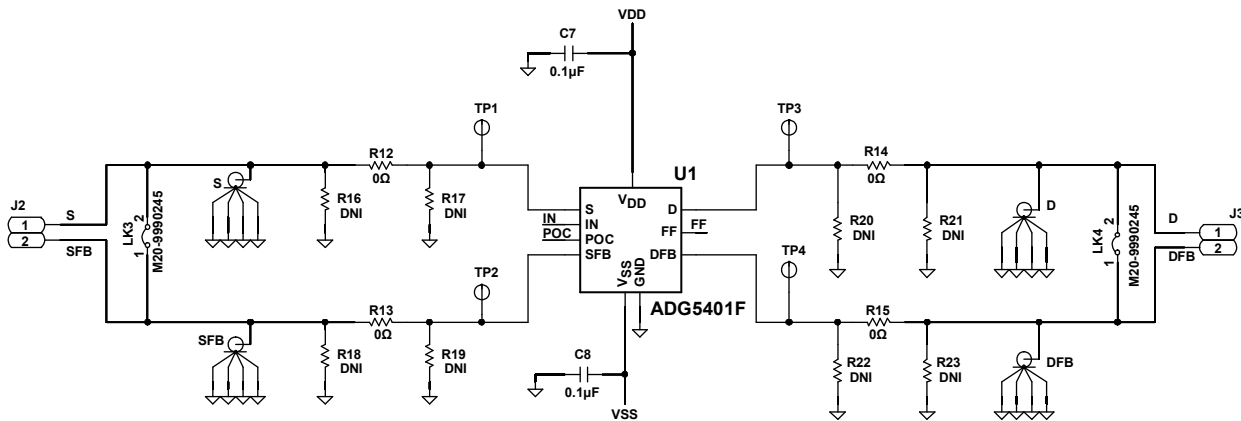 VDD
C7
0.1µF
TP1
TP3
R12
0Ω
R14
0Ω
U1
S
R16
DNI
R17
DNI
VDD
S
IN
POC
SFB
D
FF
DFB
VSS
GND
IN
POC
FF
R20
DNI
R21
DNI
D
J2
S
1
2
SFB
LK3
2
1
M20-9990245
LK4
2
1
M20-9990245
D
J3
1
2
DFB
TP2
TP4
ADG5401F
R13
0Ω
R15
0Ω
SFB
R18
DNI
R19
DNI
C8
0.1µF
VSS
R22
DNI
R23
DNI
DFB